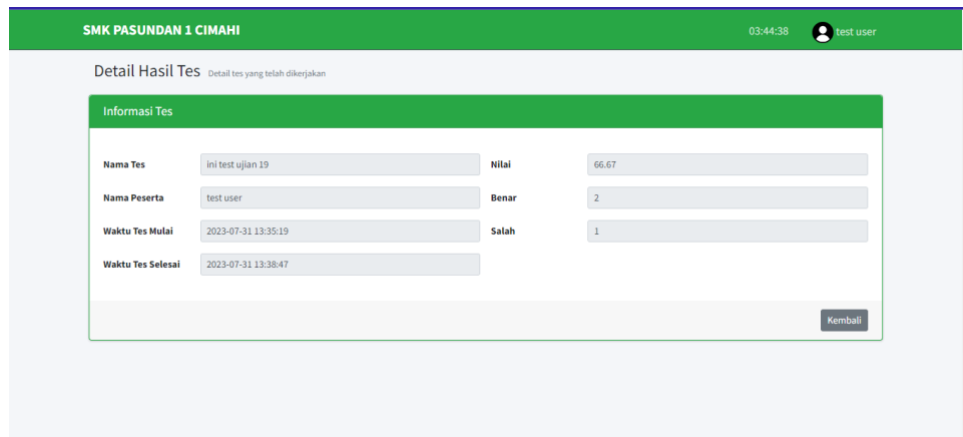 SMK PASUNDAN 1 CIMAHI 03:44:38 test user
Detail Hasil Tes Detail tes yang telah dikerjakan
Informasi Tes
Nama Tes ini test ujian 19 Nilai 66.67
Nama Peserta test user Benar 2
Waktu Tes Mulai 2023-07-31 13:35:19 Salah 1
Waktu Tes Selesai 2023-07-31 13:38:47
Kembali